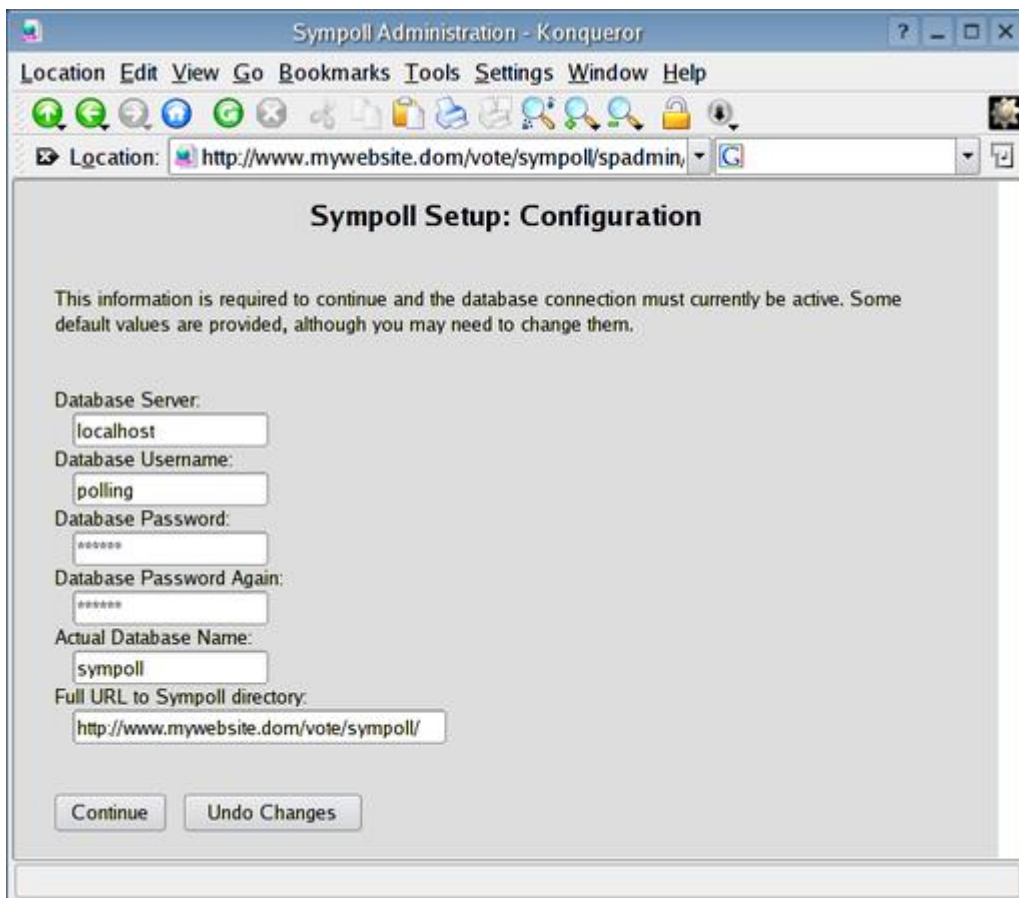 Sympoll Administration - Konqueror
Location Edit View Go Bookmarks Tools Settings Window Help
Location: http://www.mywebsite.dom/vote/sympoll/spadmin/
Sympoll Setup: Configuration
This information is required to continue and the database connection must currently be active. Some
default values are provided, although you may need to change them.
Database Server:
localhost
Database Username:
polling
Database Password:
******
Database Password Again:
******
Actual Database Name:
sympoll
Full URL to Sympoll directory:
http://www.mywebsite.dom/vote/sympoll/
Continue Undo Changes